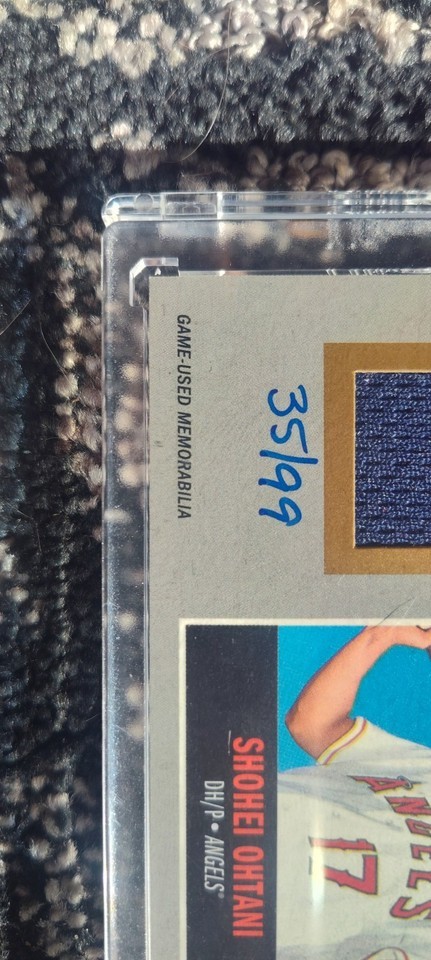 GAME-USED MEMORABILIA
35/99
SHOHEI OHTANI
DH/P • ANGELS®
ANGELS
17